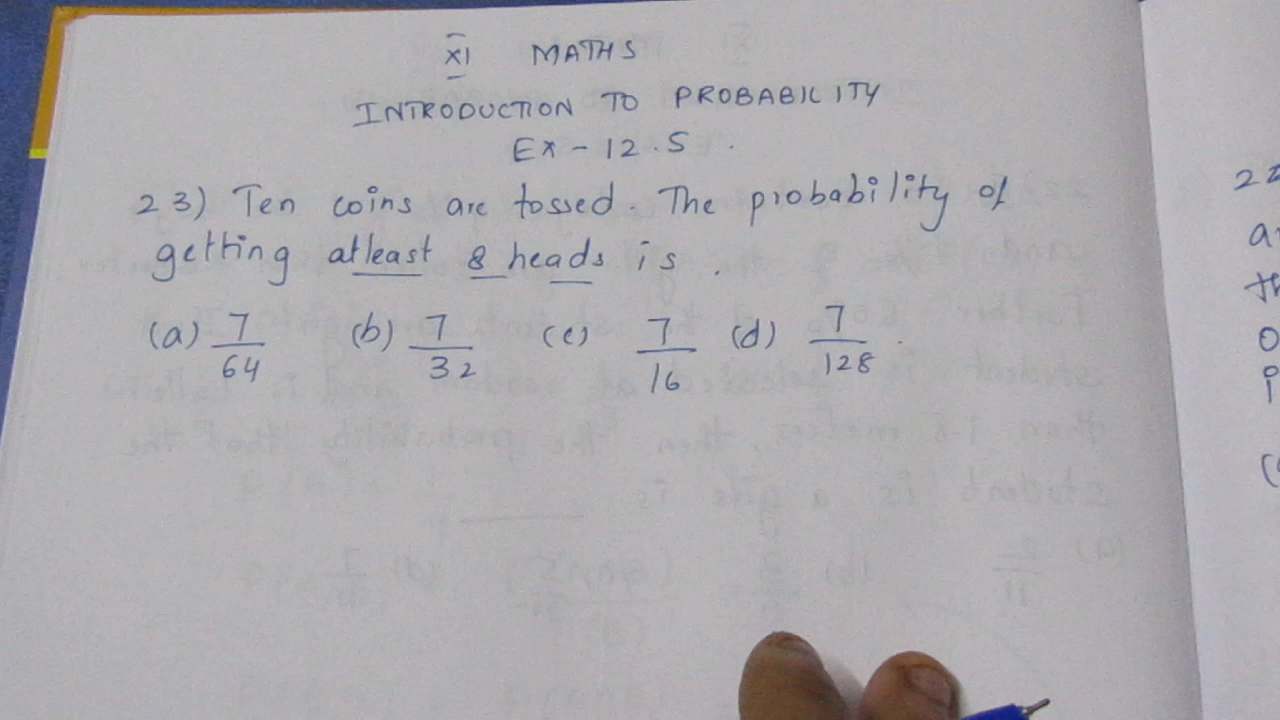 XI MATHS
INTRODUCTION TO PROBABILITY
Ex - 12.5.
23) Ten coins are tossed. The probability of
getting atleast 8 heads is.
(a) 7/64 (b) 7/32 (c) 7/16 (d) 7/128.